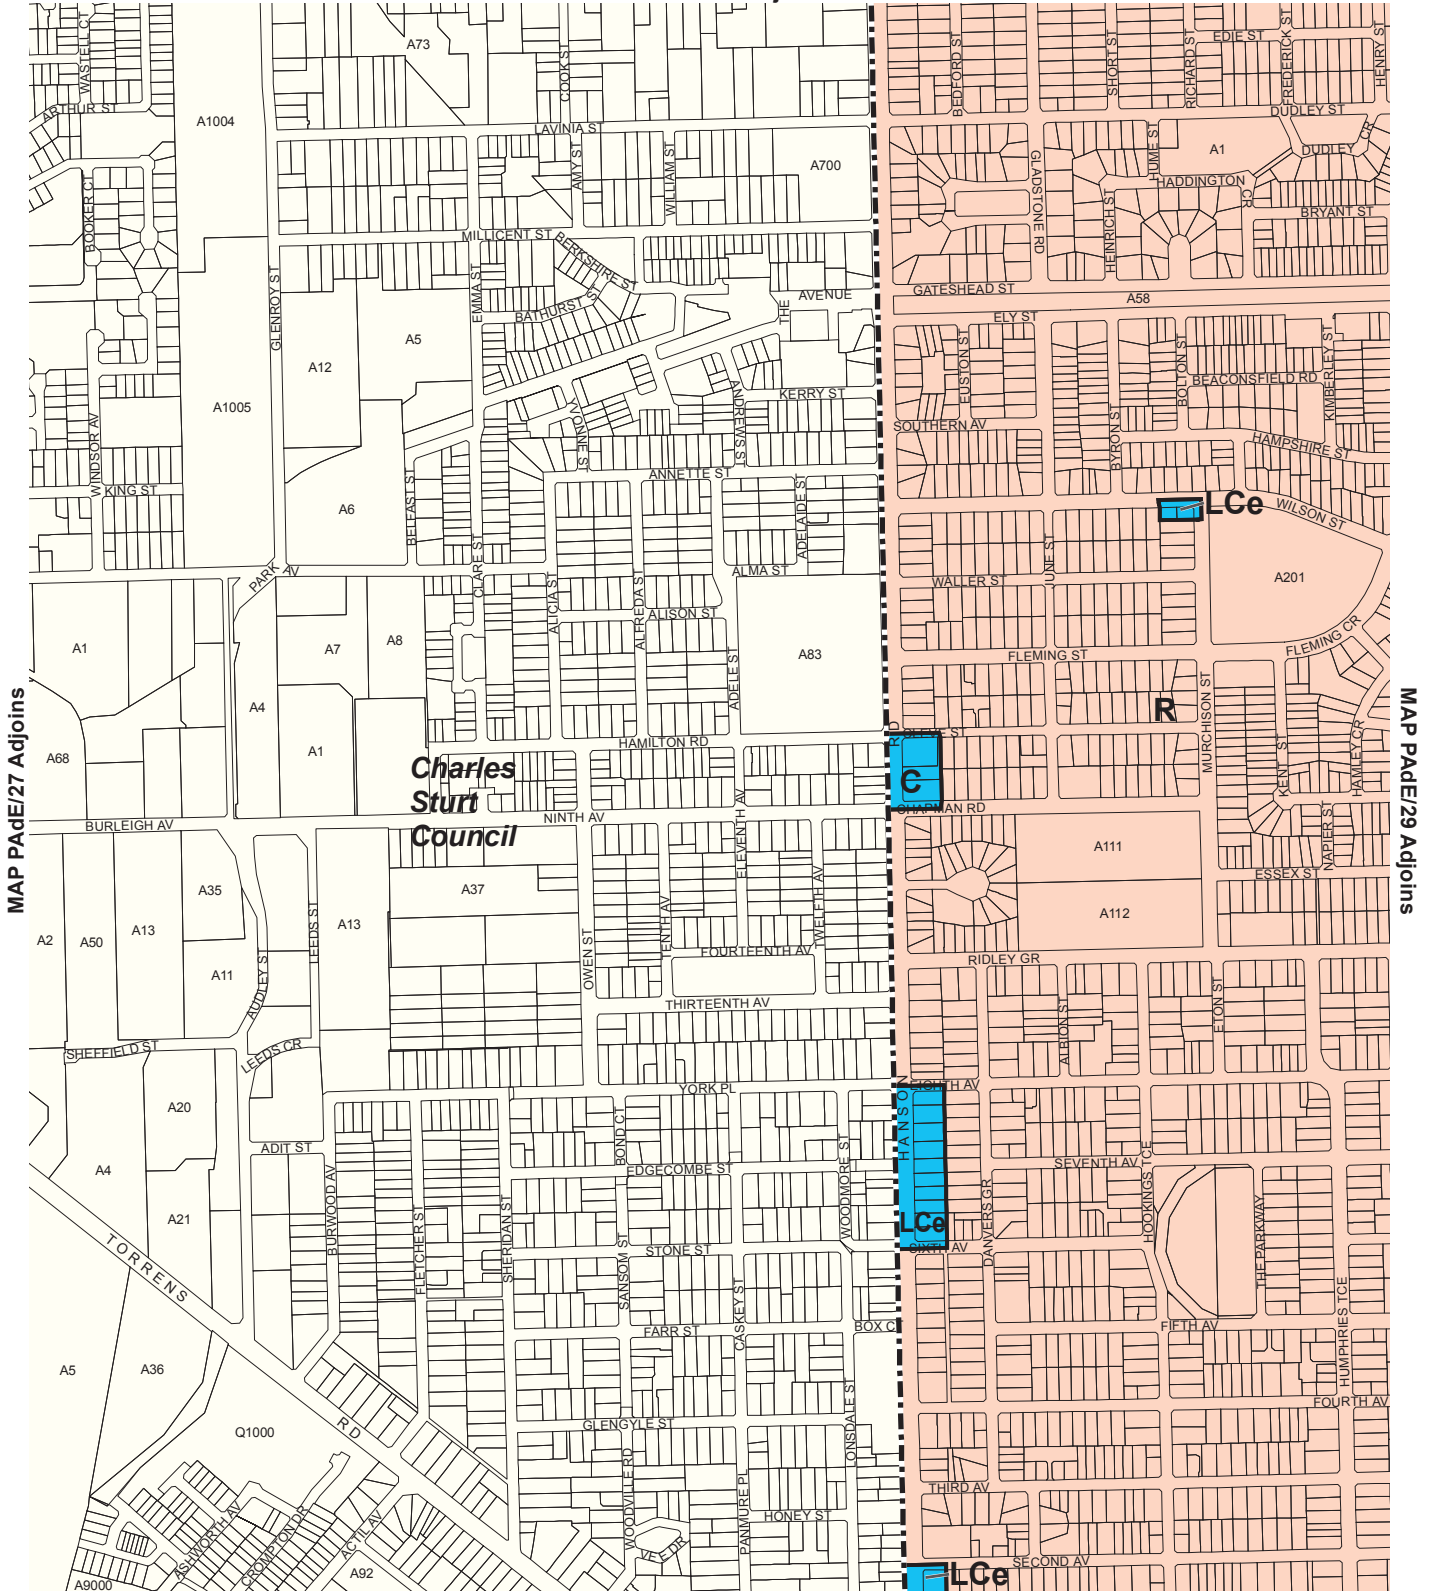 WASTELL CT
A73
COOK ST
BEDFORD ST
SHORT ST
RICHARD ST
EDIE ST
FREDERICK ST
HENRY ST
ARTHUR ST
A1004
LAVINIA ST
DUDLEY ST
AMY ST
WILLIAM ST
A700
GLADSTONE RD
HUME ST
A1
DUDLEY CR
HADDINGTON CR
BOOKER CT
HEINRICH ST
BRYANT ST
MILLICENT ST
BERKSHIRE ST
GLENROY ST
EMMA ST
BATHURST ST
THE AVENUE
GATESHEAD ST
A58
ELY ST
A12
A5
EUSTON ST
BOLTON ST
KIMBERLEY ST
BEACONSFIELD RD
A1005
KERRY ST
ANDREWS ST
YVONNE ST
WINDSOR AV
SOUTHERN AV
BYRON ST
HAMPSHIRE ST
KING ST
ANNETTE ST
BELFAST ST
ADELAIDE ST
A6
LCe
WILSON ST
CLARE ST
JUNE ST
PARK AV
ALMA ST
WALLER ST
A201
ALICIA ST
ALFREDA ST
ALISON ST
A1
A7
A8
A83
FLEMING ST
FLEMING CR
ADELE ST
MURCHISON ST
MAP PAdE/27 Adjoins
MAP PAdE/29 Adjoins
A4
R
A68
A1
HAMILTON RD
RD
CLEVE ST
KENT ST
HAMLEY CR
Charles
Sturt
Council
C
CHAPMAN RD
BURLEIGH AV
NINTH AV
ELEVENTH AV
NAPIER ST
A111
A35
A37
ESSEX ST
A2
A50
A13
A13
A112
LEEDS ST
TENTH AV
TWELFTH AV
OWEN ST
FOURTEENTH AV
RIDLEY GR
A11
AUDLEY ST
THIRTEENTH AV
ALBION ST
ETON ST
SHEFFIELD ST
LEEDS CR
YORK PL
EIGHTH AV
HANSON
A20
BOND CT
ADIT ST
EDGECOMBE ST
WOODMORE ST
SEVENTH AV
HOOKINGS TCE
A4
BURWOOD AV
FLETCHER ST
SHERIDAN ST
DANVERS GR
THE PARKWAY
A21
LCe
STONE ST
SIXTH AV
SANSOM ST
CASKEY ST
TORRENS
HUMPHRIES TCE
FARR ST
BOX C
FIFTH AV
A5
A36
LONSDALE ST
FOURTH AV
RD
Q1000
GLENGYLE ST
WOODVILLE RD
PANMURE PL
THIRD AV
ASHWORTH AV
CROMPTON DR
ACTIL AV
HONEY ST
A92
A9000
SECOND AV
LCe